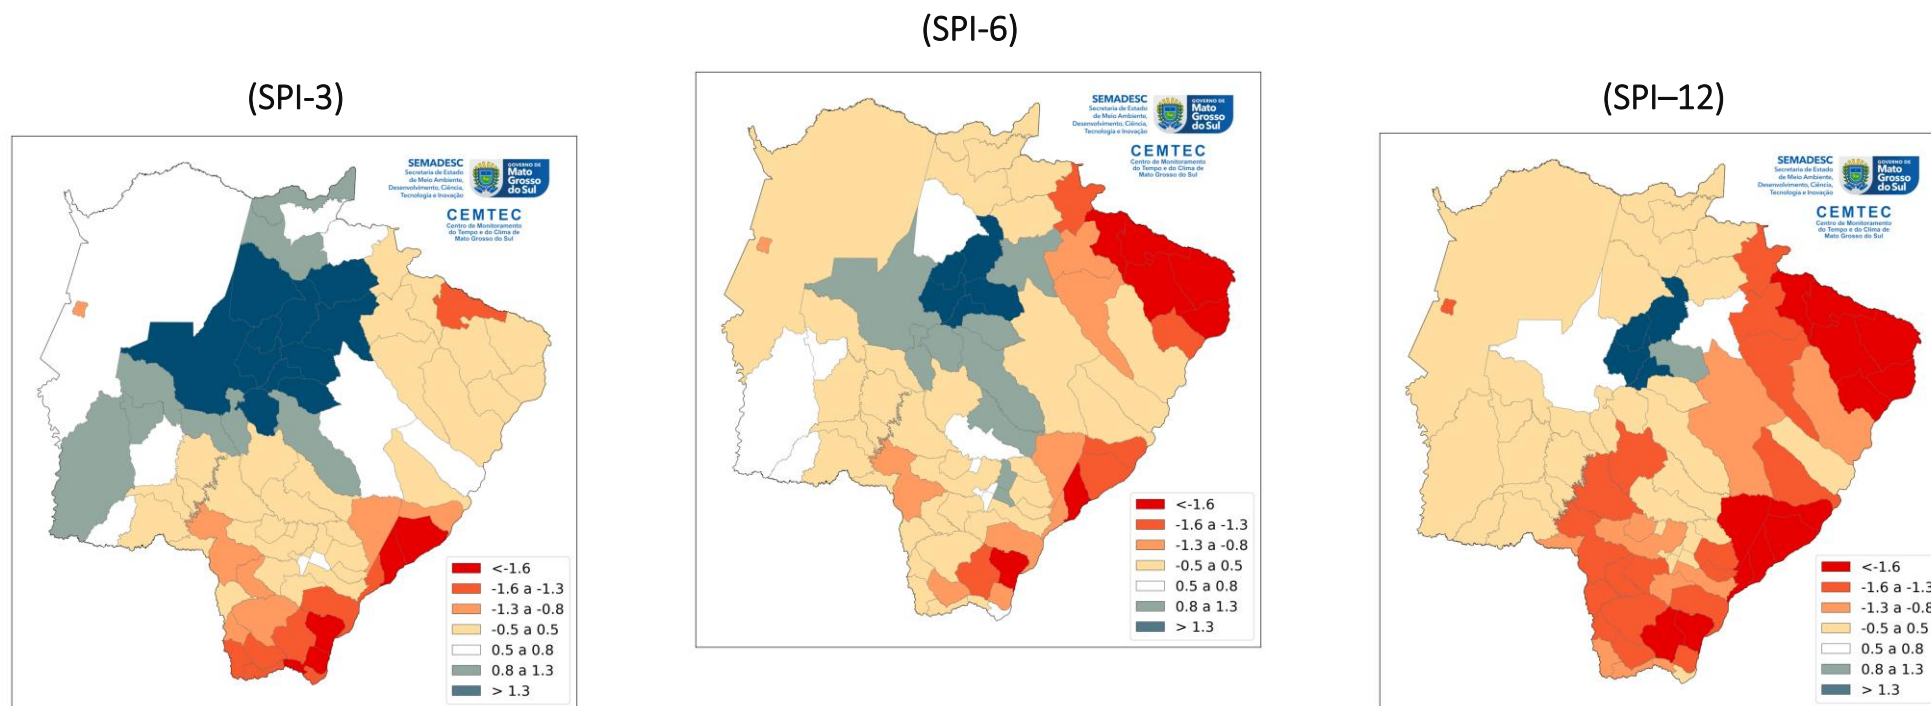 (SPI-3)
SEMADESC
Secretaria de Estado
de Meio Ambiente,
Desenvolvimento, Ciência,
Tecnologia e Inovação
GOVERNO DE
Mato
Grosso
do Sul
CEMTEC
Centro de Monitoramento
do Tempo e do Clima de
Mato Grosso do Sul
<-1.6
-1.6 a -1.3
-1.3 a -0.8
-0.5 a 0.5
0.5 a 0.8
0.8 a 1.3
> 1.3
(SPI-6)
SEMADESC
Secretaria de Estado
de Meio Ambiente,
Desenvolvimento, Ciência,
Tecnologia e Inovação
GOVERNO DE
Mato
Grosso
do Sul
CEMTEC
Centro de Monitoramento
do Tempo e do Clima de
Mato Grosso do Sul
<-1.6
-1.6 a -1.3
-1.3 a -0.8
-0.5 a 0.5
0.5 a 0.8
0.8 a 1.3
> 1.3
(SPI–12)
SEMADESC
Secretaria de Estado
de Meio Ambiente,
Desenvolvimento, Ciência,
Tecnologia e Inovação
GOVERNO DE
Mato
Grosso
do Sul
CEMTEC
Centro de Monitoramento
do Tempo e do Clima de
Mato Grosso do Sul
<-1.6
-1.6 a -1.3
-1.3 a -0.8
-0.5 a 0.5
0.5 a 0.8
0.8 a 1.3
> 1.3